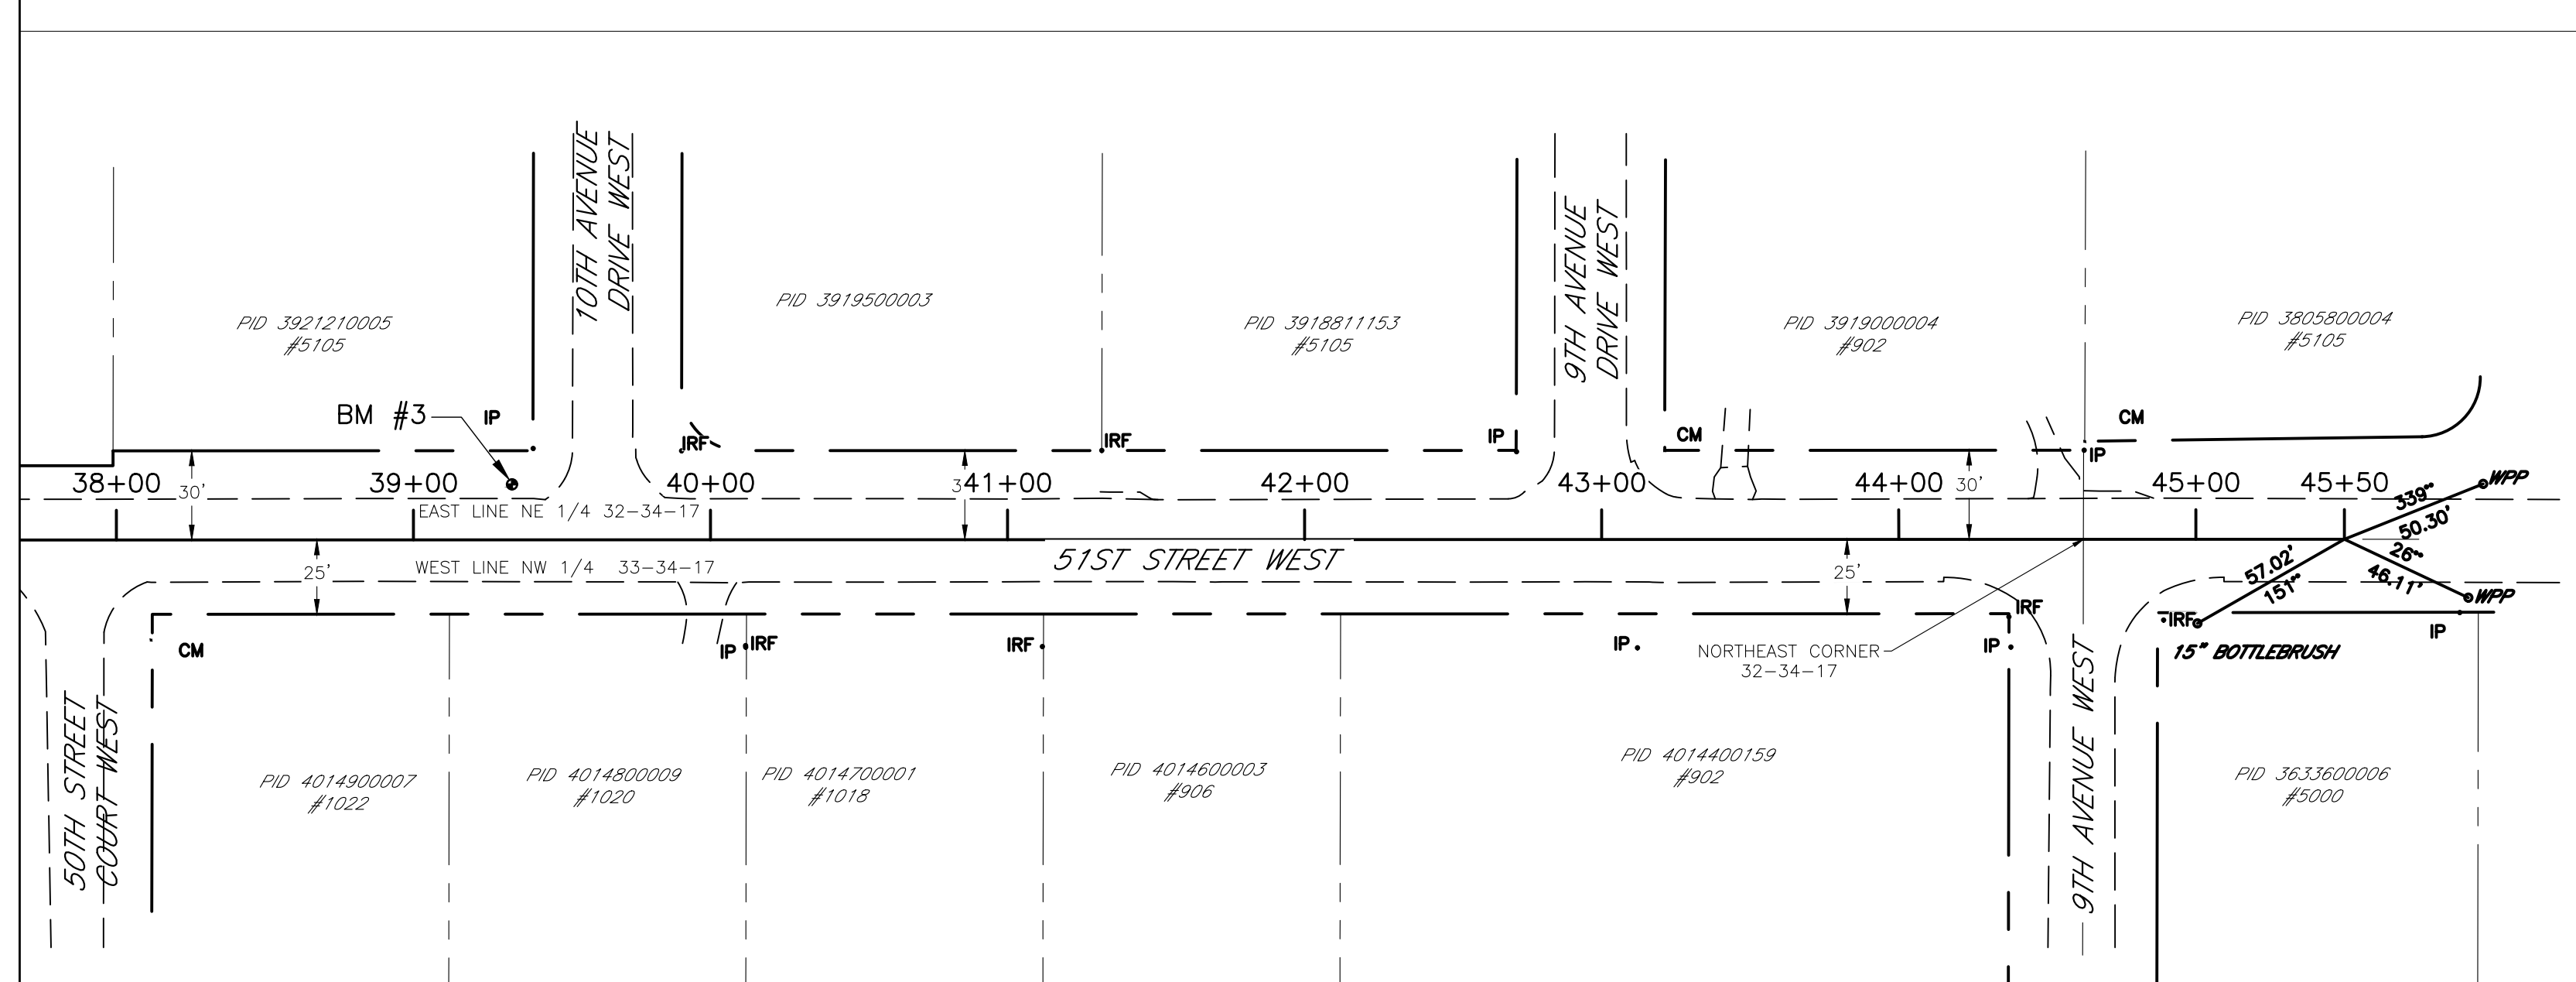 10TH AVENUE
DRIVE WEST
9TH AVENUE
DRIVE WEST
PID 3921210005
#5105
PID 3919500003
PID 3918811153
#5105
PID 3919000004
#902
PID 3805800004
#5105
BM #3
IP
IRF
IRF
IP
CM
IP
CM
38+00
30'
39+00
40+00
3
41+00
42+00
43+00
44+00
30'
45+00
45+50
WPP
339°
50.30'
EAST LINE NE 1/4 32-34-17
WEST LINE NW 1/4 33-34-17
25'
51ST STREET WEST
25'
57.02'
151°
26°
46.11'
WPP
CM
IP
IRF
IRF
IP
IRF
IP
IRF
IP
15" BOTTLEBRUSH
NORTHEAST CORNER
32-34-17
50TH STREET
COURT WEST
9TH AVENUE WEST
PID 4014900007
#1022
PID 4014800009
#1020
PID 4014700001
#1018
PID 4014600003
#906
PID 4014400159
#902
PID 3633600006
#5000